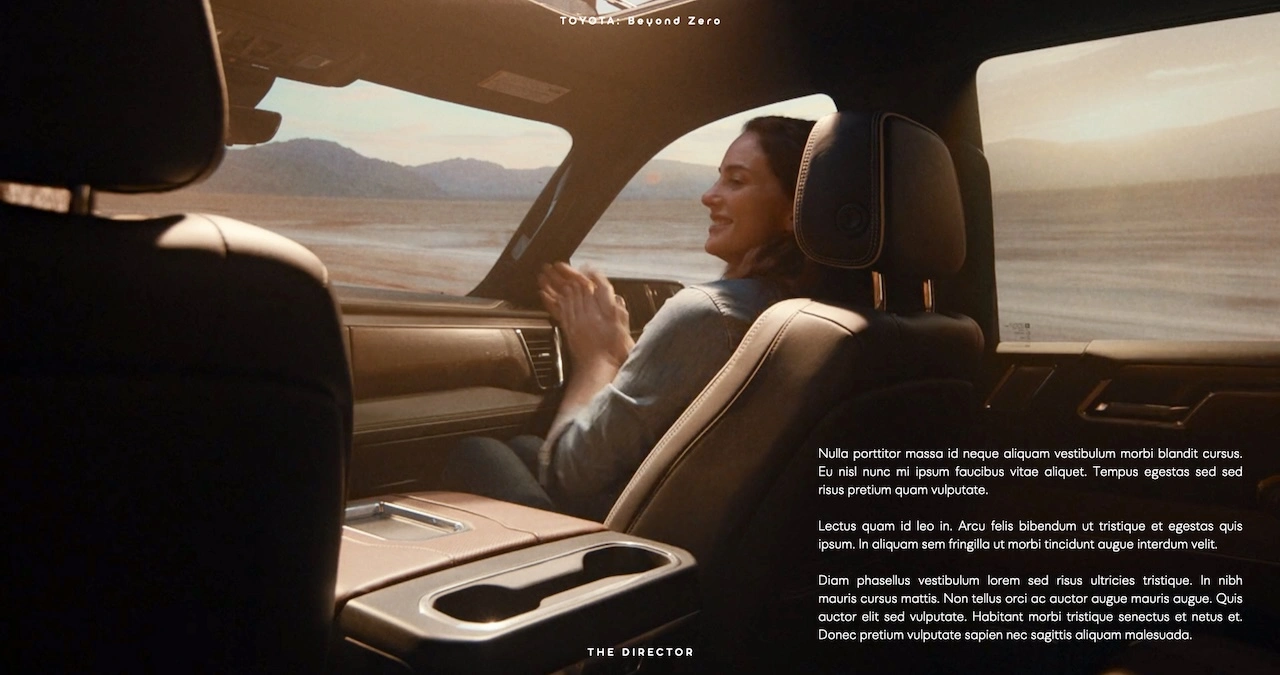 TOYOTA: Beyond Zero
Nulla porttitor massa id neque aliquam vestibulum morbi blandit cursus.
Eu nisl nunc mi ipsum faucibus vitae aliquet. Tempus egestas sed sed
risus pretium quam vulputate.
Lectus quam id leo in. Arcu felis bibendum ut tristique et egestas quis
ipsum. In aliquam sem fringilla ut morbi tincidunt augue interdum velit.
Diam phasellus vestibulum lorem sed risus ultricies tristique. In nibh
mauris cursus mattis. Non tellus orci ac auctor augue mauris augue. Quis
auctor elit sed vulputate. Habitant morbi tristique senectus et netus et.
Donec pretium vulputate sapien nec sagittis aliquam malesuada.
THE DIRECTOR